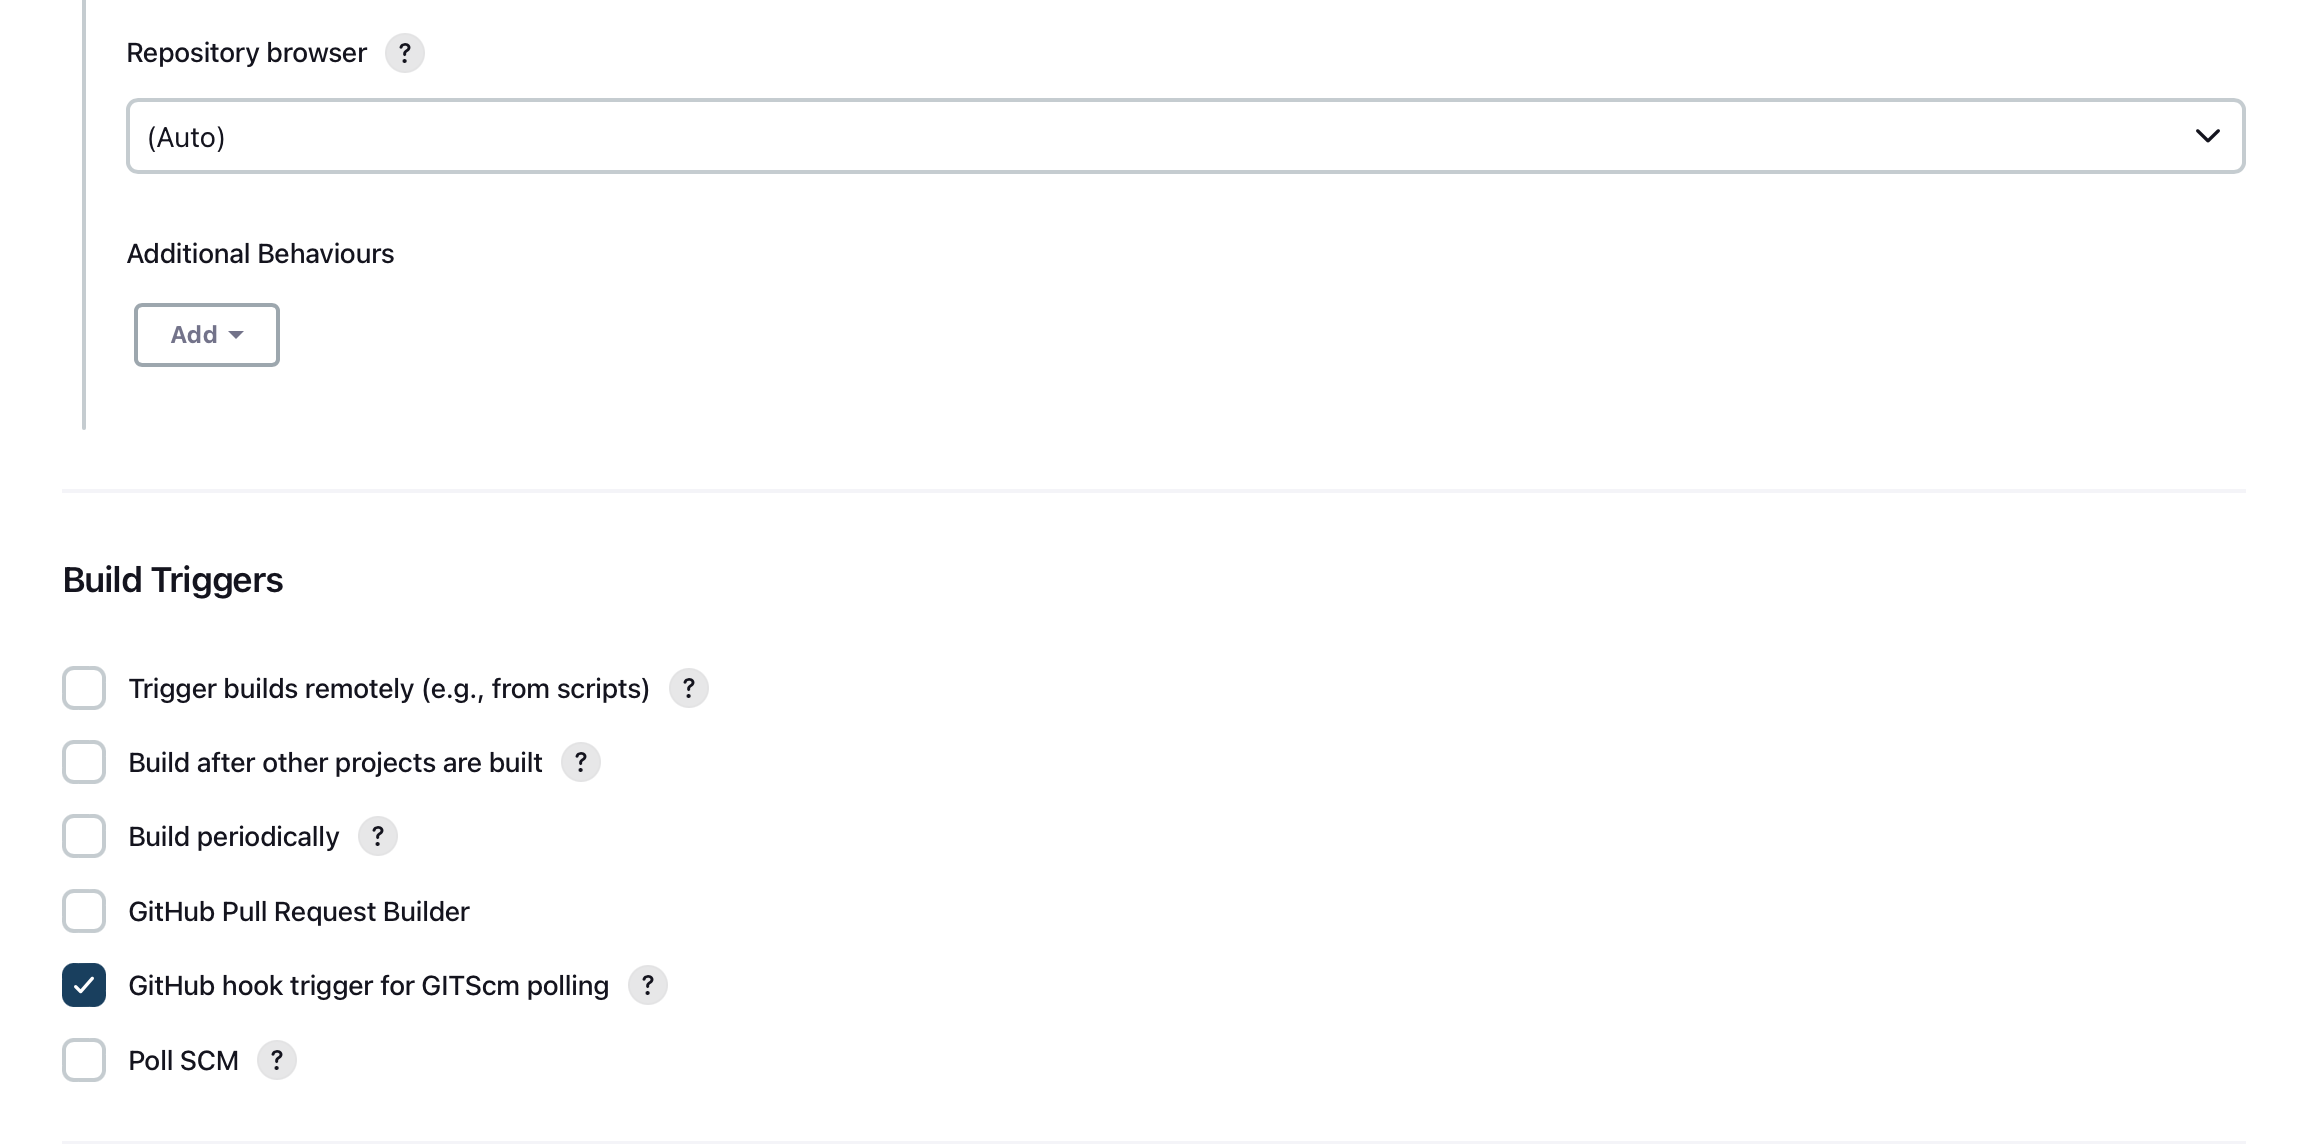 Repository browser ?
(Auto)
Additional Behaviours
Add
Build Triggers
Trigger builds remotely (e.g., from scripts) ?
Build after other projects are built ?
Build periodically ?
GitHub Pull Request Builder
GitHub hook trigger for GITScm polling ?
Poll SCM ?